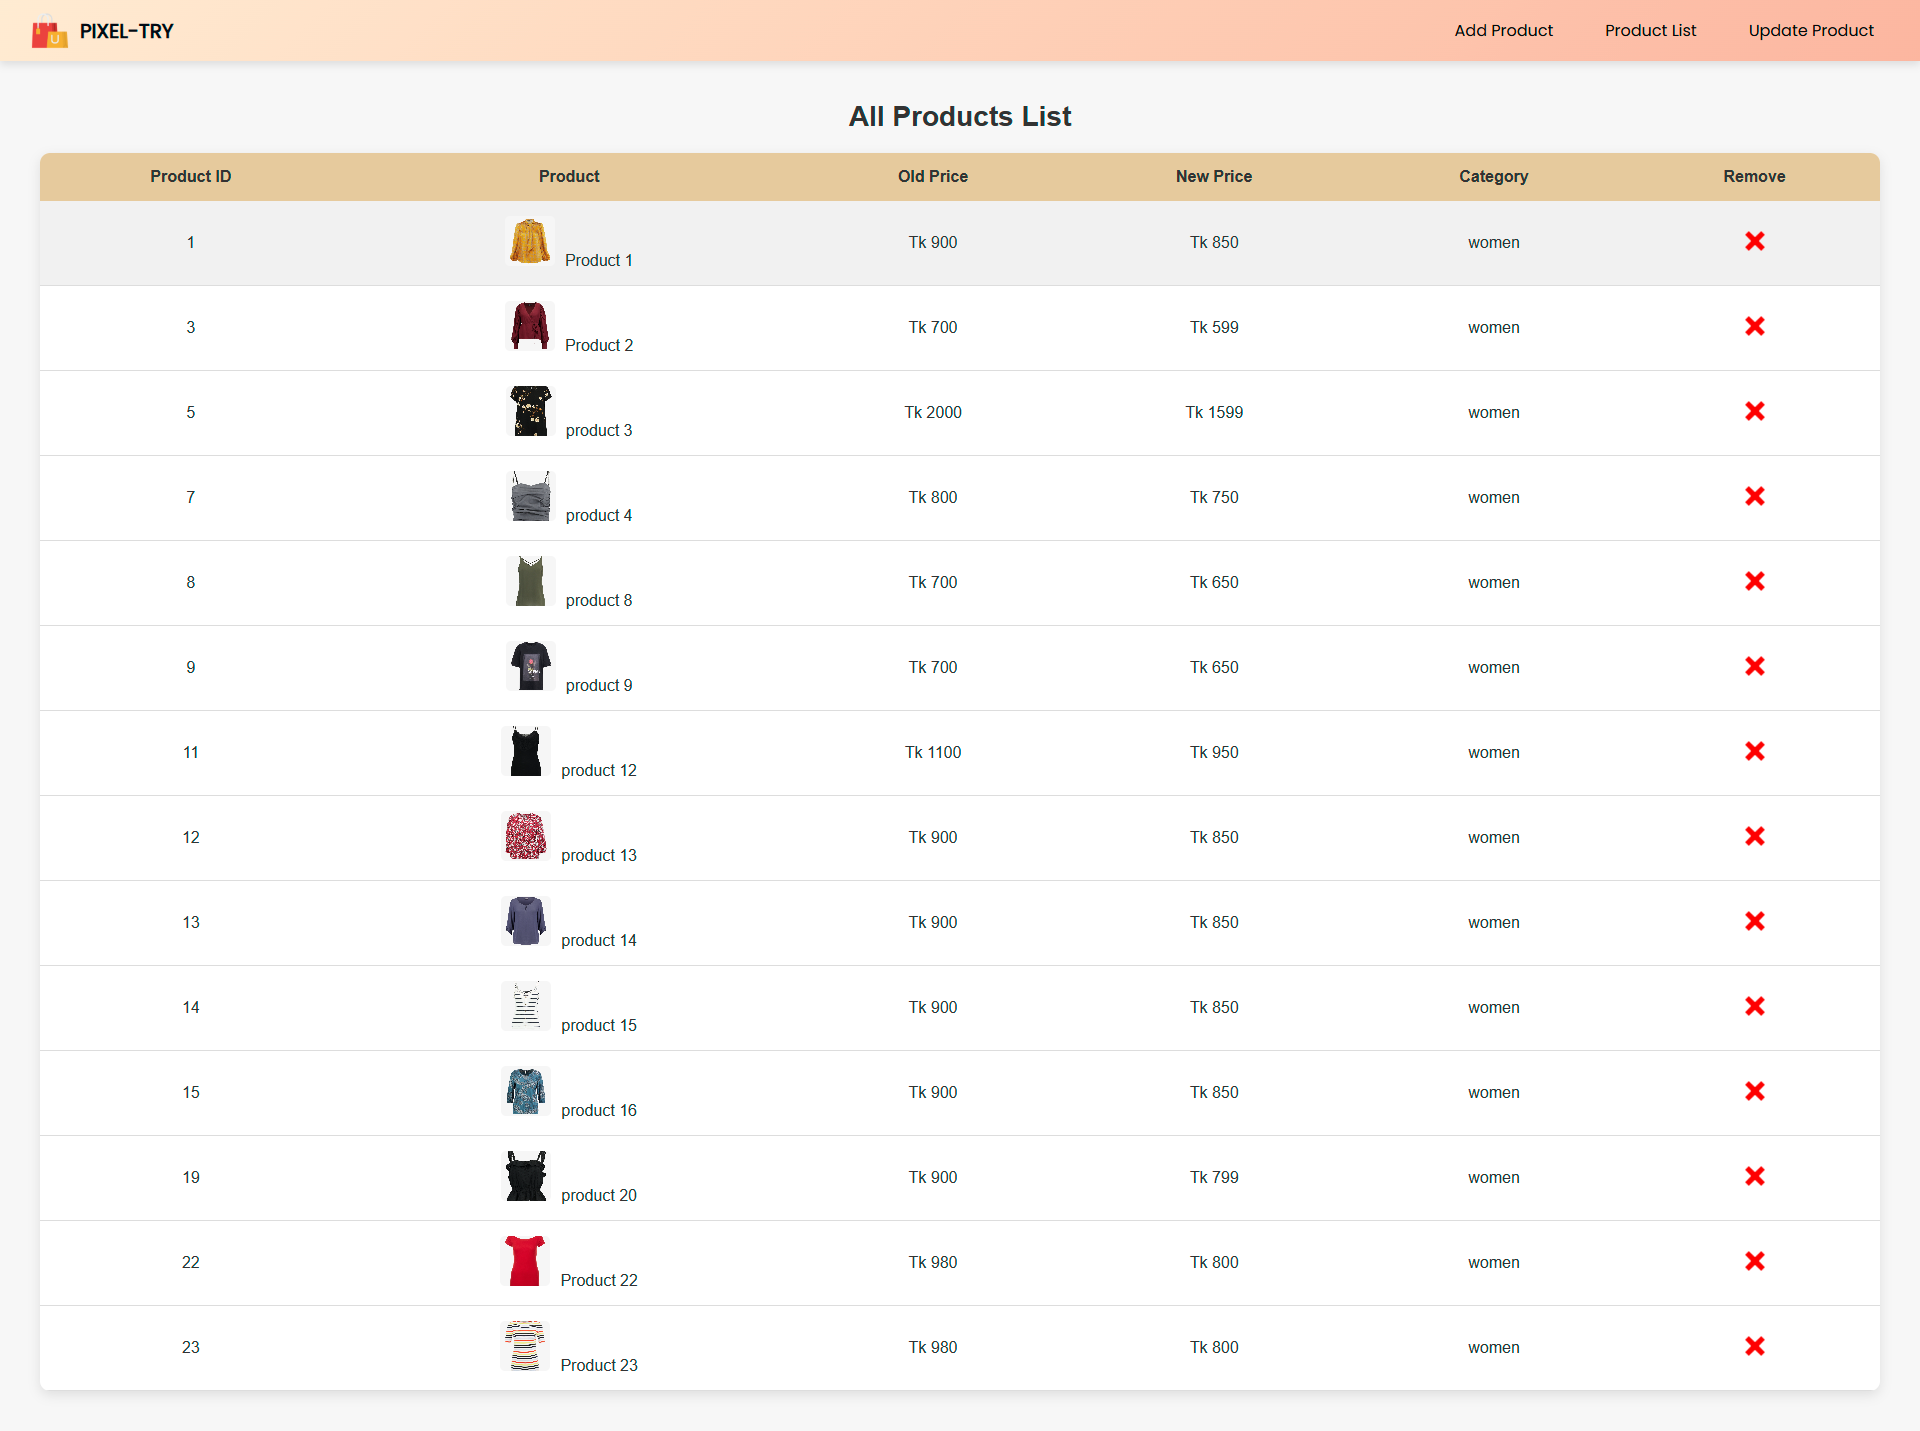 PIXEL-TRY Add Product Product List Update Product
All Products List
Product ID Product Old Price New Price Category Remove
1 Product 1 Tk 900 Tk 850 women
3 Product 2 Tk 700 Tk 599 women
5 product 3 Tk 2000 Tk 1599 women
7 product 4 Tk 800 Tk 750 women
8 product 8 Tk 700 Tk 650 women
9 product 9 Tk 700 Tk 650 women
11 product 12 Tk 1100 Tk 950 women
12 product 13 Tk 900 Tk 850 women
13 product 14 Tk 900 Tk 850 women
14 product 15 Tk 900 Tk 850 women
15 product 16 Tk 900 Tk 850 women
19 product 20 Tk 900 Tk 799 women
22 Product 22 Tk 980 Tk 800 women
23 Product 23 Tk 980 Tk 800 women